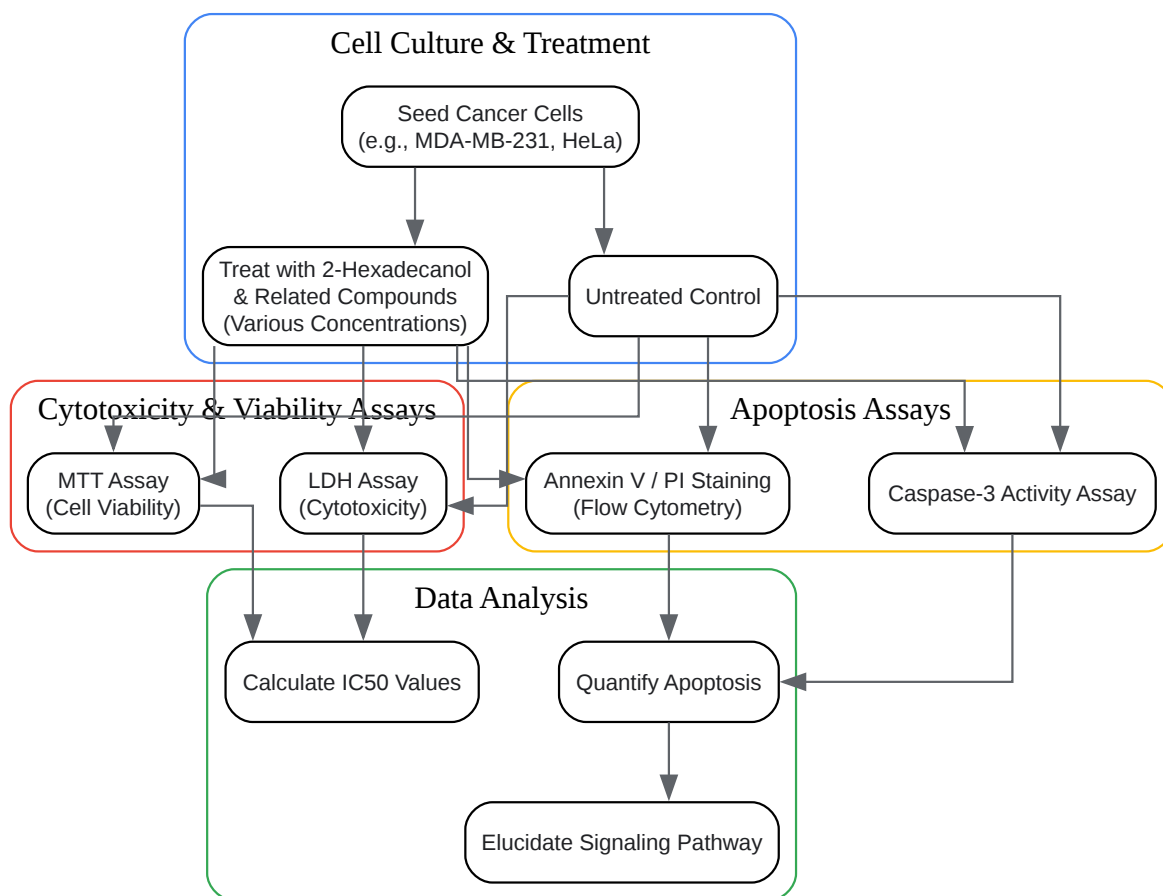 Cell Culture & Treatment
Seed Cancer Cells
(e.g., MDA-MB-231, HeLa)
Treat with 2-Hexadecanol
& Related Compounds
(Various Concentrations)
Untreated Control
Cytotoxicity & Viability Assays
Apoptosis Assays
MTT Assay
(Cell Viability)
LDH Assay
(Cytotoxicity)
Annexin V / PI Staining
(Flow Cytometry)
Caspase-3 Activity Assay
Data Analysis
Calculate IC50 Values
Quantify Apoptosis
Elucidate Signaling Pathway